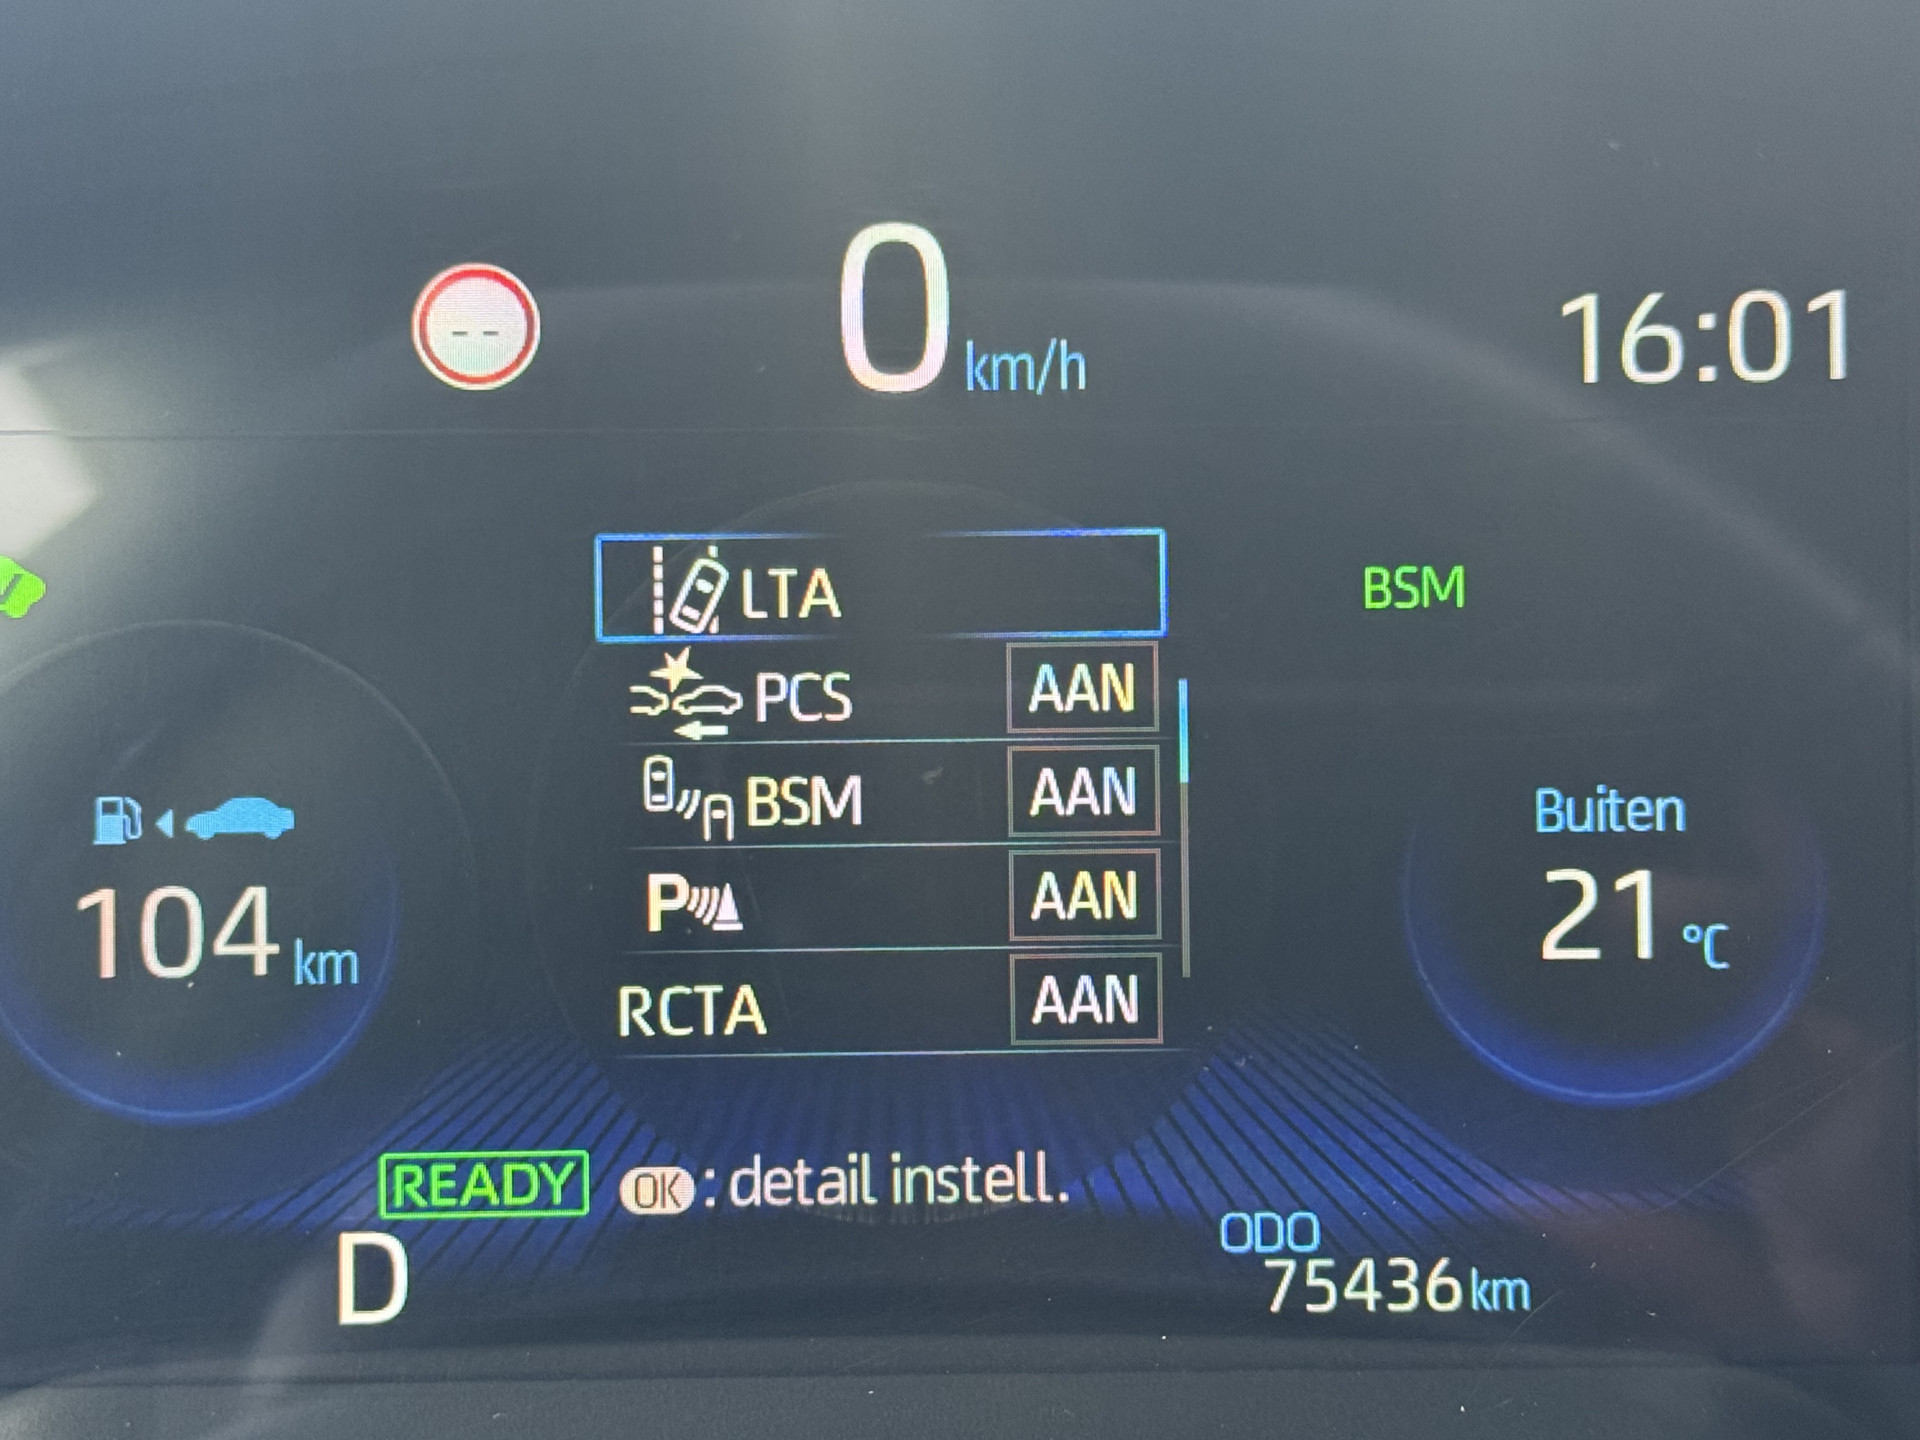 0 km/h
16:01
--
LTA
BSM
PCS AAN
BSM AAN
P AAN
RCTA AAN
104 km
Buiten
21 °C
READY OK : detail instell.
D
ODO
75436 km